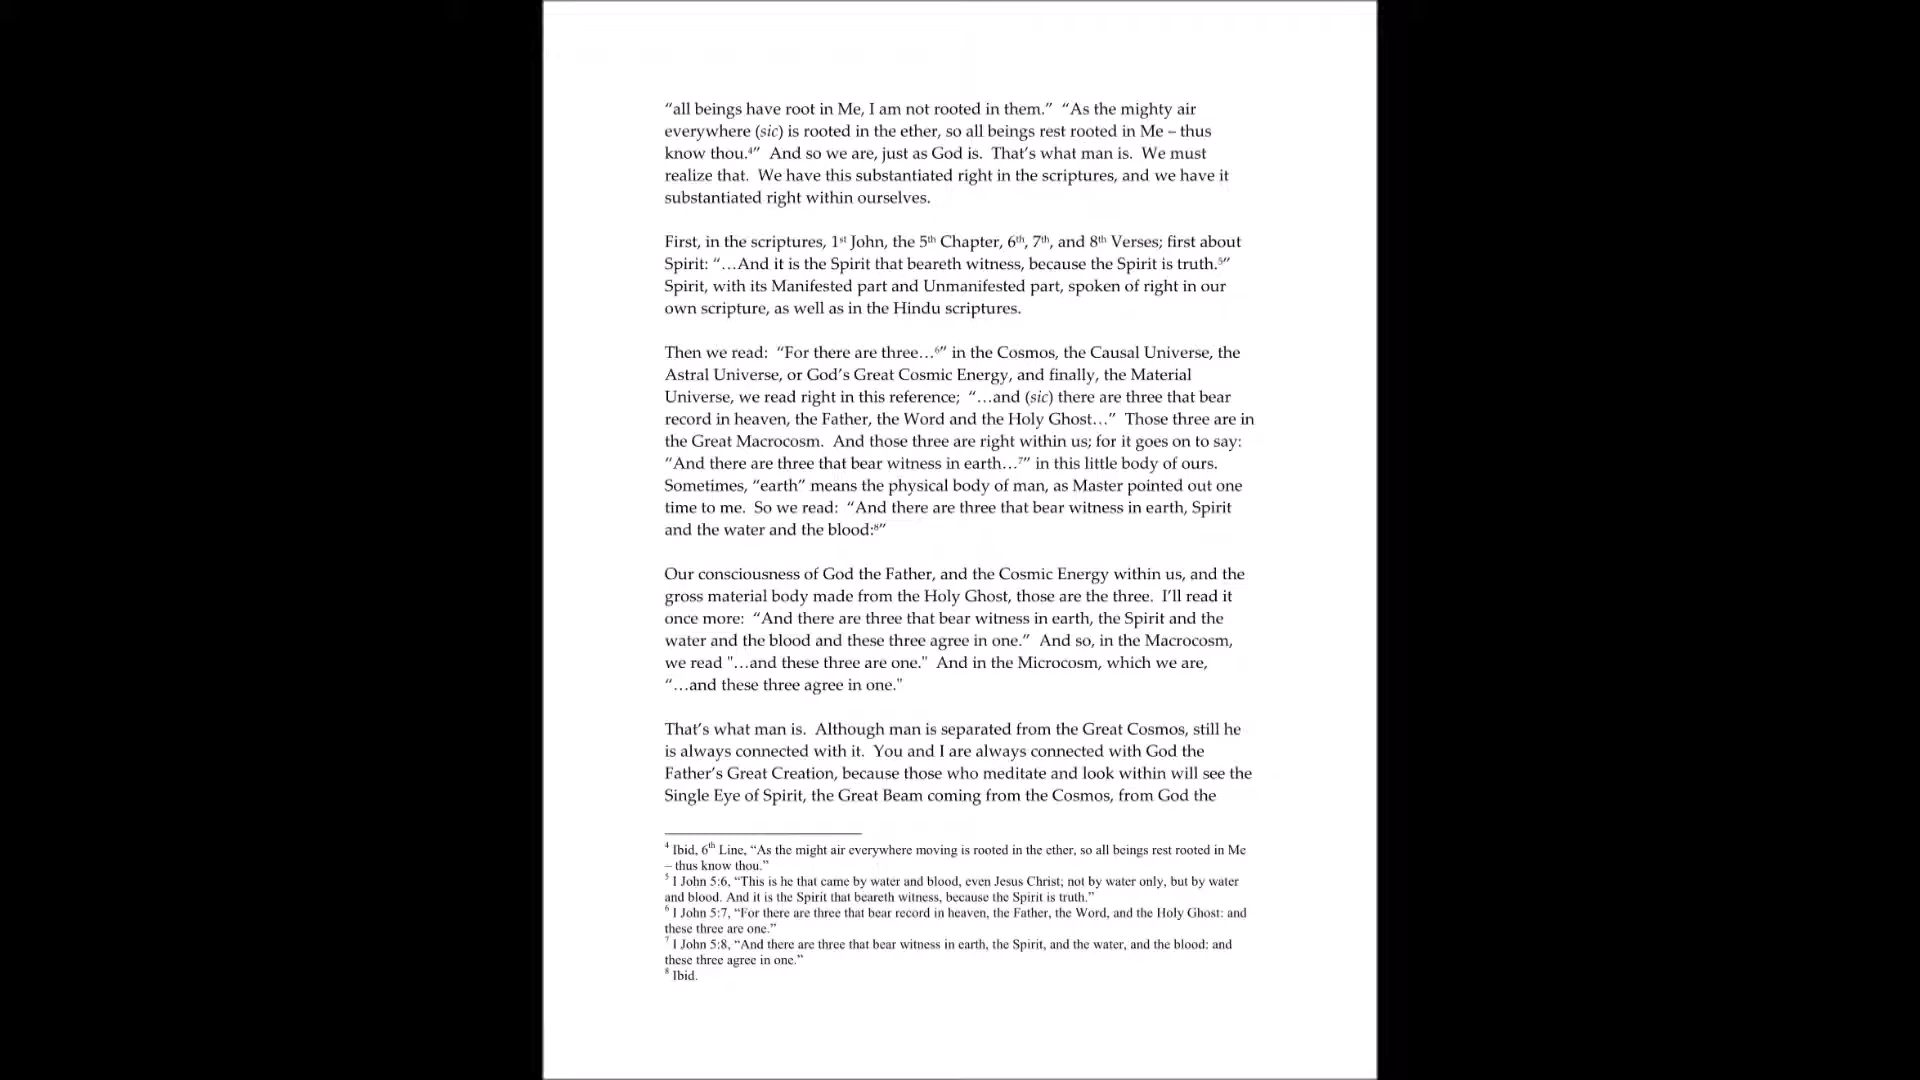 “all beings have root in Me, I am not rooted in them.”  “As the mighty air
everywhere (sic) is rooted in the ether, so all beings rest rooted in Me – thus
know thou.4”  And so we are, just as God is.  That’s what man is.  We must
realize that.  We have this substantiated right in the scriptures, and we have it
substantiated right within ourselves.
First, in the scriptures, 1st John, the 5th Chapter, 6th, 7th, and 8th Verses; first about
Spirit: “…And it is the Spirit that beareth witness, because the Spirit is truth.5”
Spirit, with its Manifested part and Unmanifested part, spoken of right in our
own scripture, as well as in the Hindu scriptures.
Then we read:  “For there are three…6” in the Cosmos, the Causal Universe, the
Astral Universe, or God’s Great Cosmic Energy, and finally, the Material
Universe, we read right in this reference;  “…and (sic) there are three that bear
record in heaven, the Father, the Word and the Holy Ghost…”  Those three are in
the Great Macrocosm.  And those three are right within us; for it goes on to say:
“And there are three that bear witness in earth…7” in this little body of ours.
Sometimes, “earth” means the physical body of man, as Master pointed out one
time to me.  So we read:  “And there are three that bear witness in earth, Spirit
and the water and the blood:8”
Our consciousness of God the Father, and the Cosmic Energy within us, and the
gross material body made from the Holy Ghost, those are the three.  I’ll read it
once more:  “And there are three that bear witness in earth, the Spirit and the
water and the blood and these three agree in one.”  And so, in the Macrocosm,
we read "…and these three are one."  And in the Microcosm, which we are,
“…and these three agree in one."
That’s what man is.  Although man is separated from the Great Cosmos, still he
is always connected with it.  You and I are always connected with God the
Father’s Great Creation, because those who meditate and look within will see the
Single Eye of Spirit, the Great Beam coming from the Cosmos, from God the
4 Ibid, 6th Line, “As the might air everywhere moving is rooted in the ether, so all beings rest rooted in Me
– thus know thou.”
5 I John 5:6, “This is he that came by water and blood, even Jesus Christ; not by water only, but by water
and blood. And it is the Spirit that beareth witness, because the Spirit is truth.”
6 I John 5:7, “For there are three that bear record in heaven, the Father, the Word, and the Holy Ghost: and
these three are one.”
7 I John 5:8, “And there are three that bear witness in earth, the Spirit, and the water, and the blood: and
these three agree in one.”
8 Ibid.